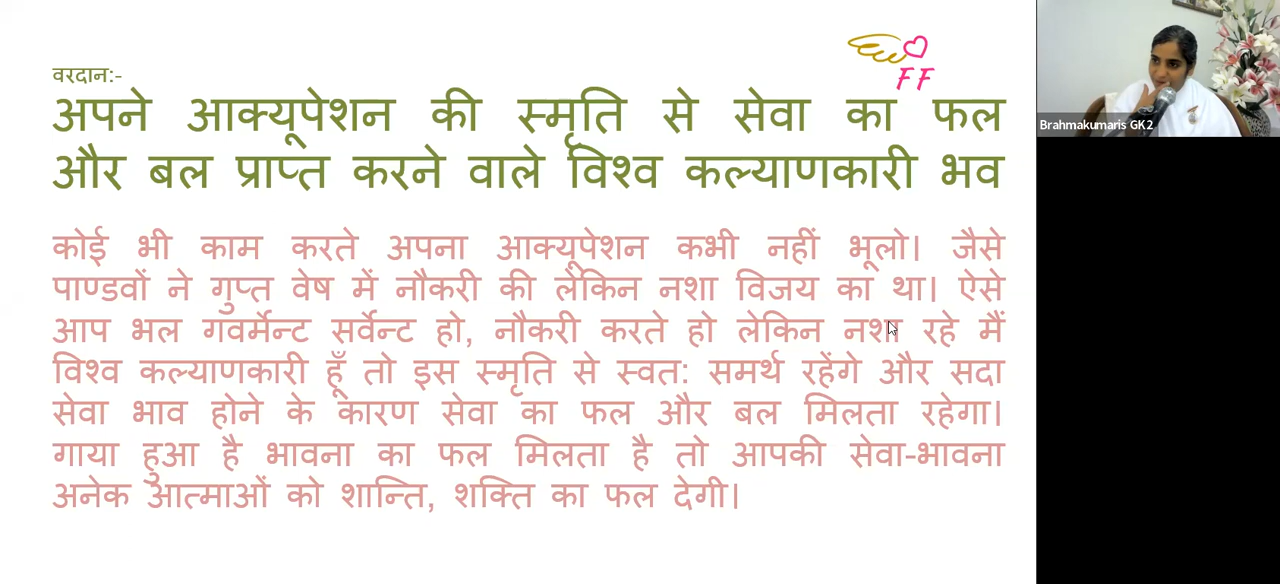 वरदान:-
FF
अपने आक्यूपेशन की स्मृति से सेवा का फल
और बल प्राप्त करने वाले विश्व कल्याणकारी भव
कोई भी काम करते अपना आक्यूपेशन कभी नहीं भूलो। जैसे
पाण्डवों ने गुप्त वेष में नौकरी की लेकिन नशा विजय का था। ऐसे
आप भल गवर्मेन्ट सर्वेन्ट हो, नौकरी करते हो लेकिन नशा रहे मैं
विश्व कल्याणकारी हूँ तो इस स्मृति से स्वत: समर्थ रहेंगे और सदा
सेवा भाव होने के कारण सेवा का फल और बल मिलता रहेगा।
गाया हुआ है भावना का फल मिलता है तो आपकी सेवा-भावना
अनेक आत्माओं को शान्ति, शक्ति का फल देगी।
Brahmakumaris GK2